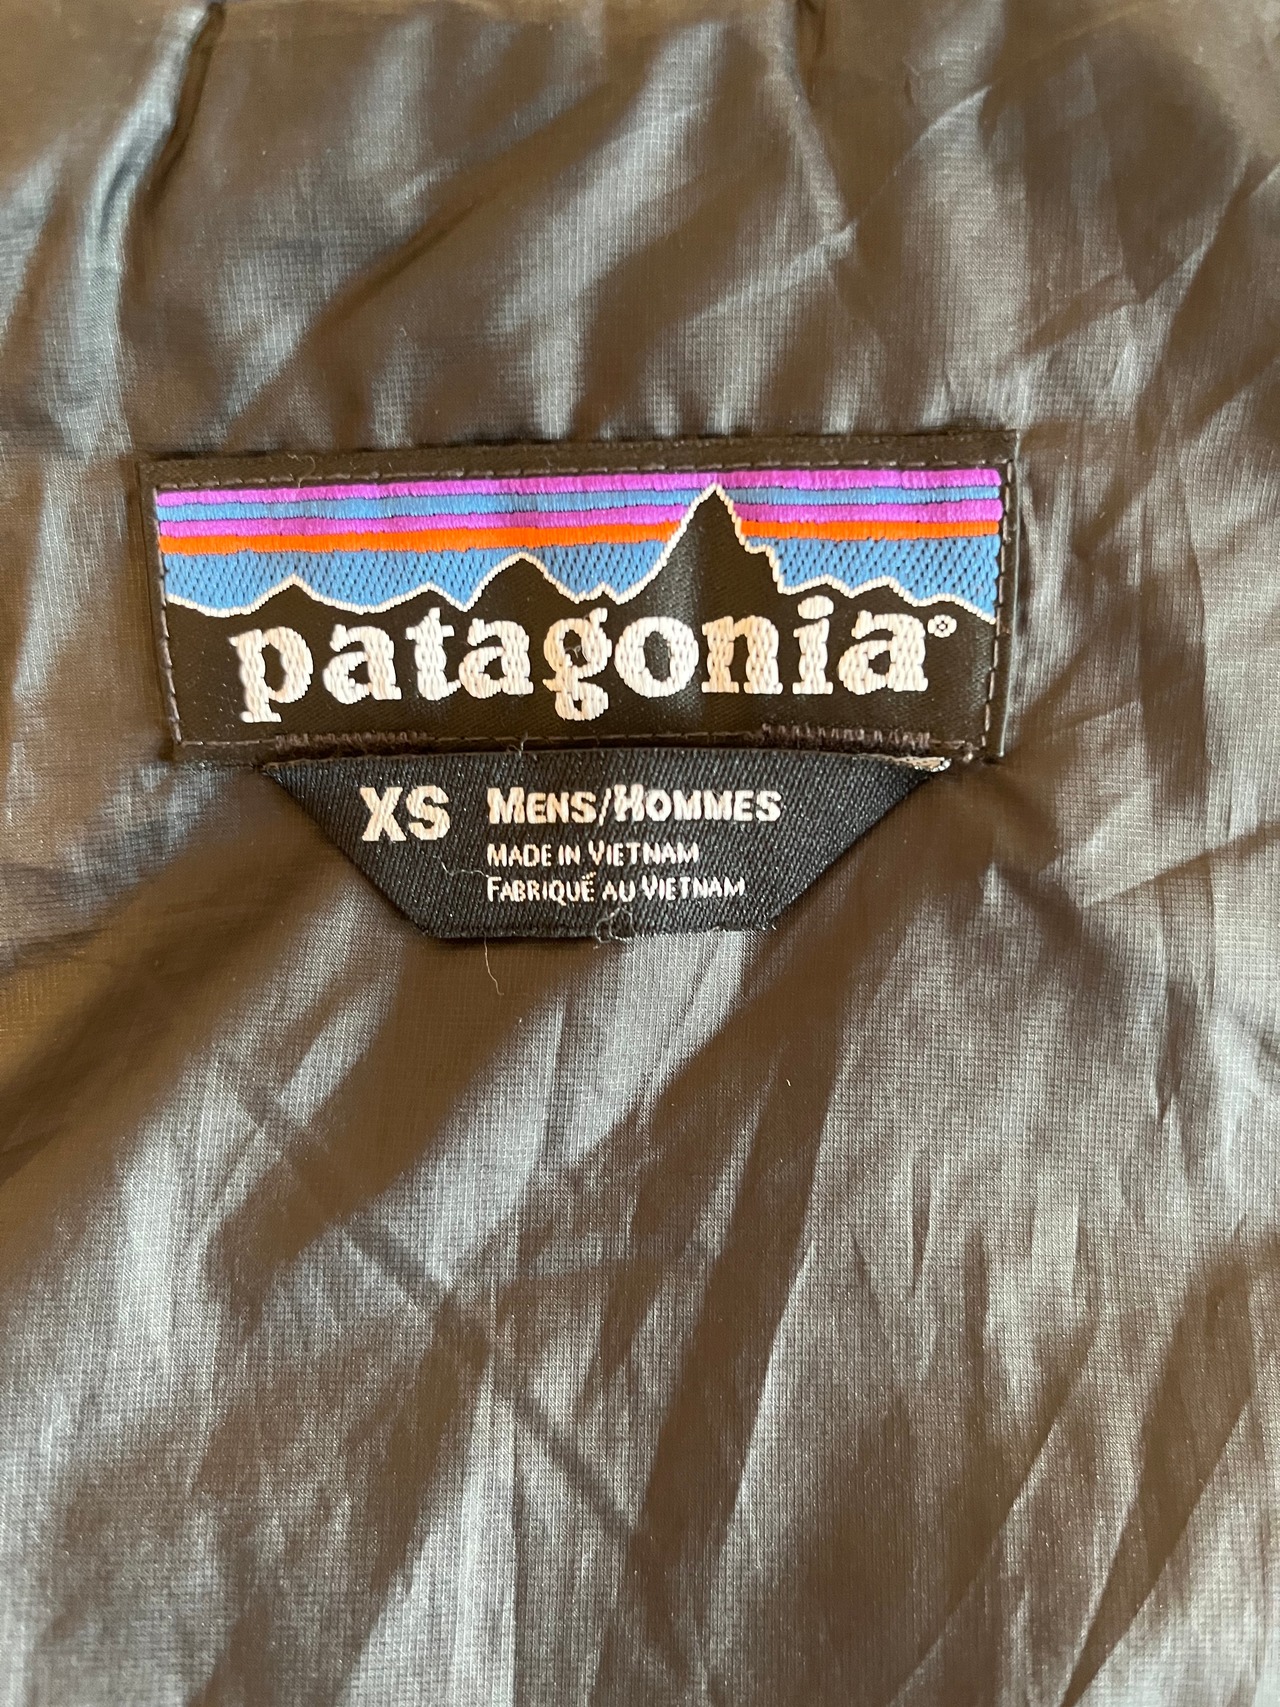 patagonia®
XS MENS/HOMMES
MADE IN VIETNAM
FABRIQUÉ AU VIETNAM